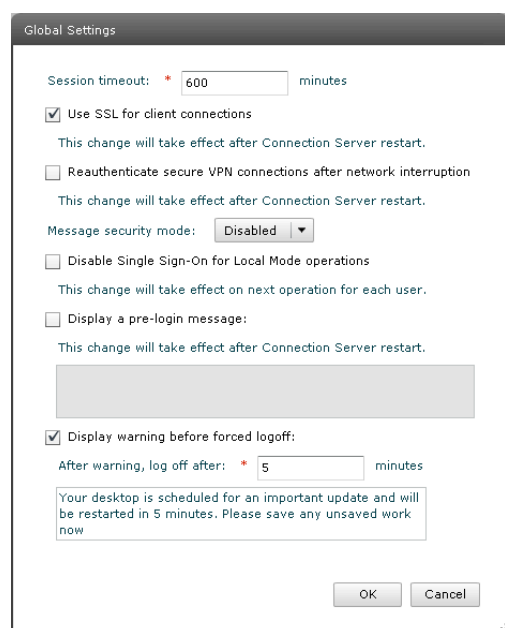 Global Settings
Session timeout: * 600 minutes
Use SSL for client connections
This change will take effect after Connection Server restart.
Reauthenticate secure VPN connections after network interruption
This change will take effect after Connection Server restart.
Message security mode: Disabled
Disable Single Sign-On for Local Mode operations
This change will take effect on next operation for each user.
Display a pre-login message:
This change will take effect after Connection Server restart.
Display warning before forced logoff:
After warning, log off after: * 5 minutes
Your desktop is scheduled for an important update and will
be restarted in 5 minutes. Please save any unsaved work
now
OK Cancel